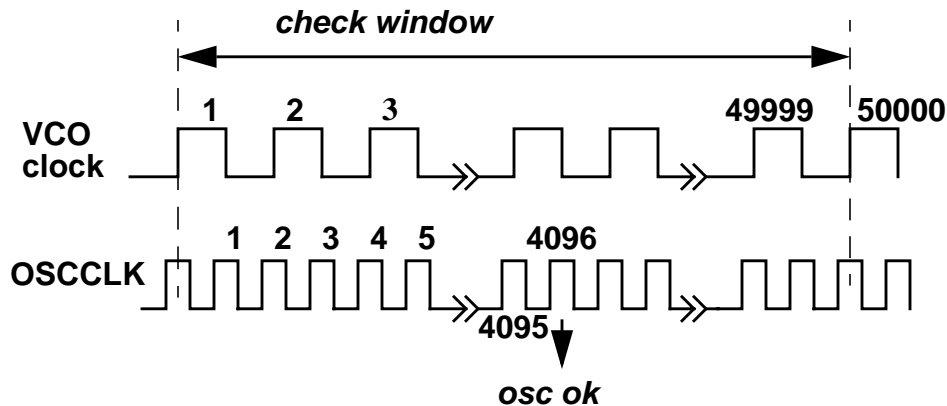 check window
1 2 3 49999 50000
VCO
clock
1 2 3 4 5 4096
OSCCLK
4095
osc ok